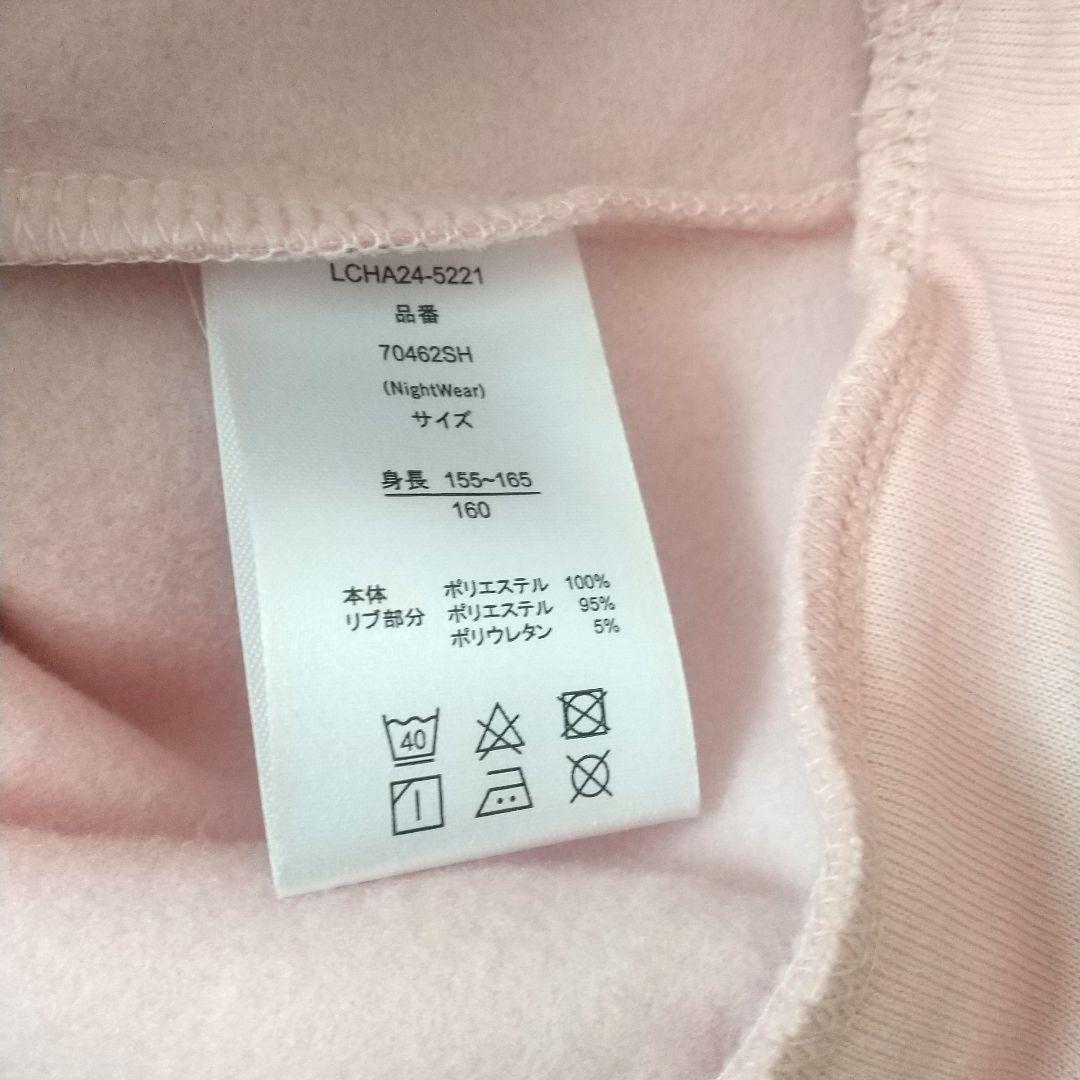 LCHA24-5221
品番
70462SH
(NightWear)
サイズ
身長 155~165
160
本体 ポリエステル 100%
リブ部分 ポリエステル 95%
ポリウレタン 5%
40